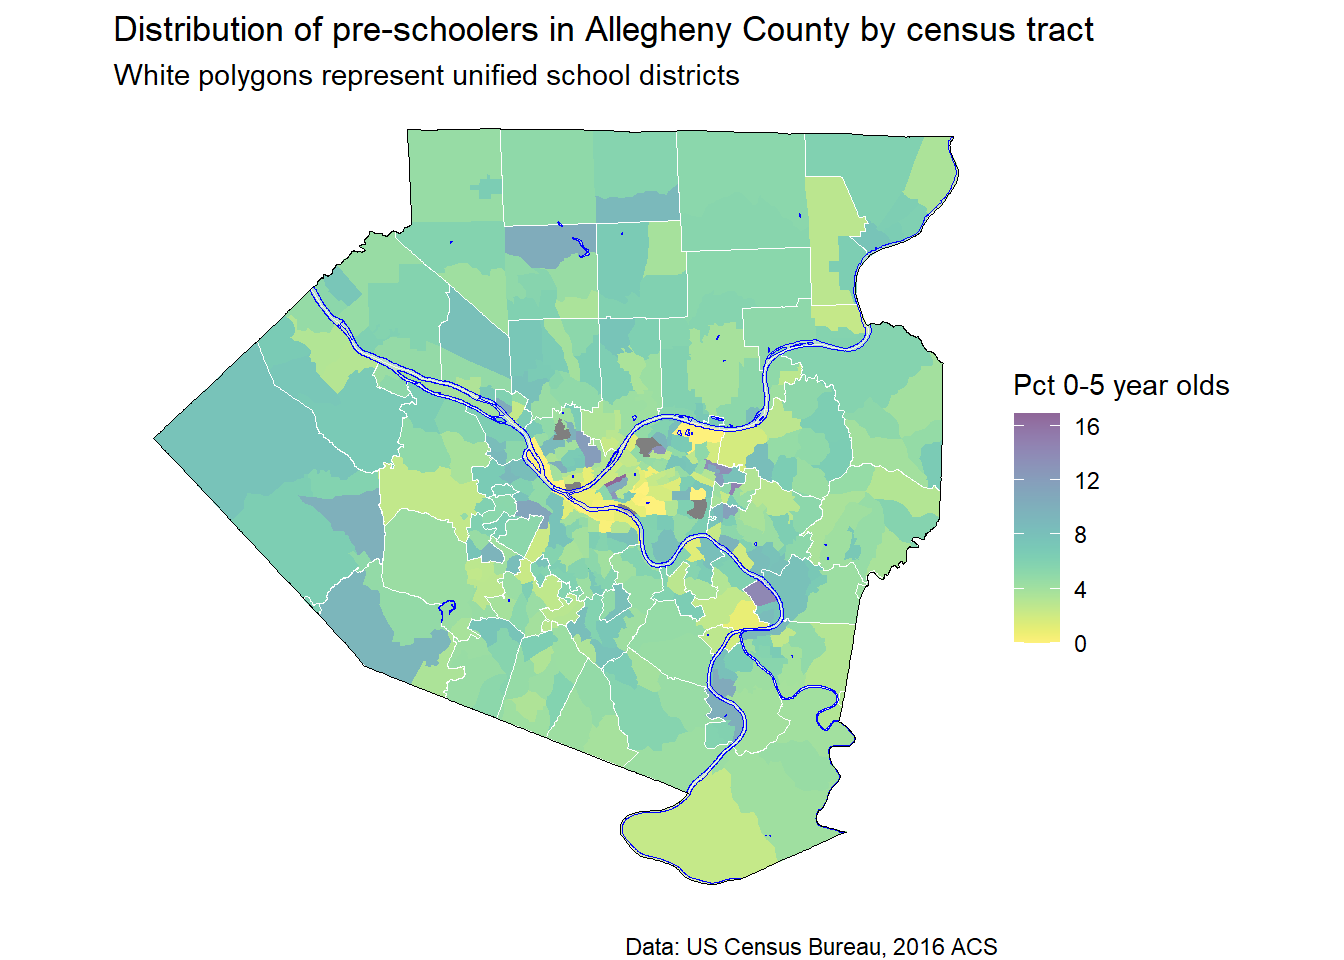 Distribution of pre-schoolers in Allegheny County by census tract
White polygons represent unified school districts
Pct 0-5 year olds
16
12
8
4
0
Data: US Census Bureau, 2016 ACS